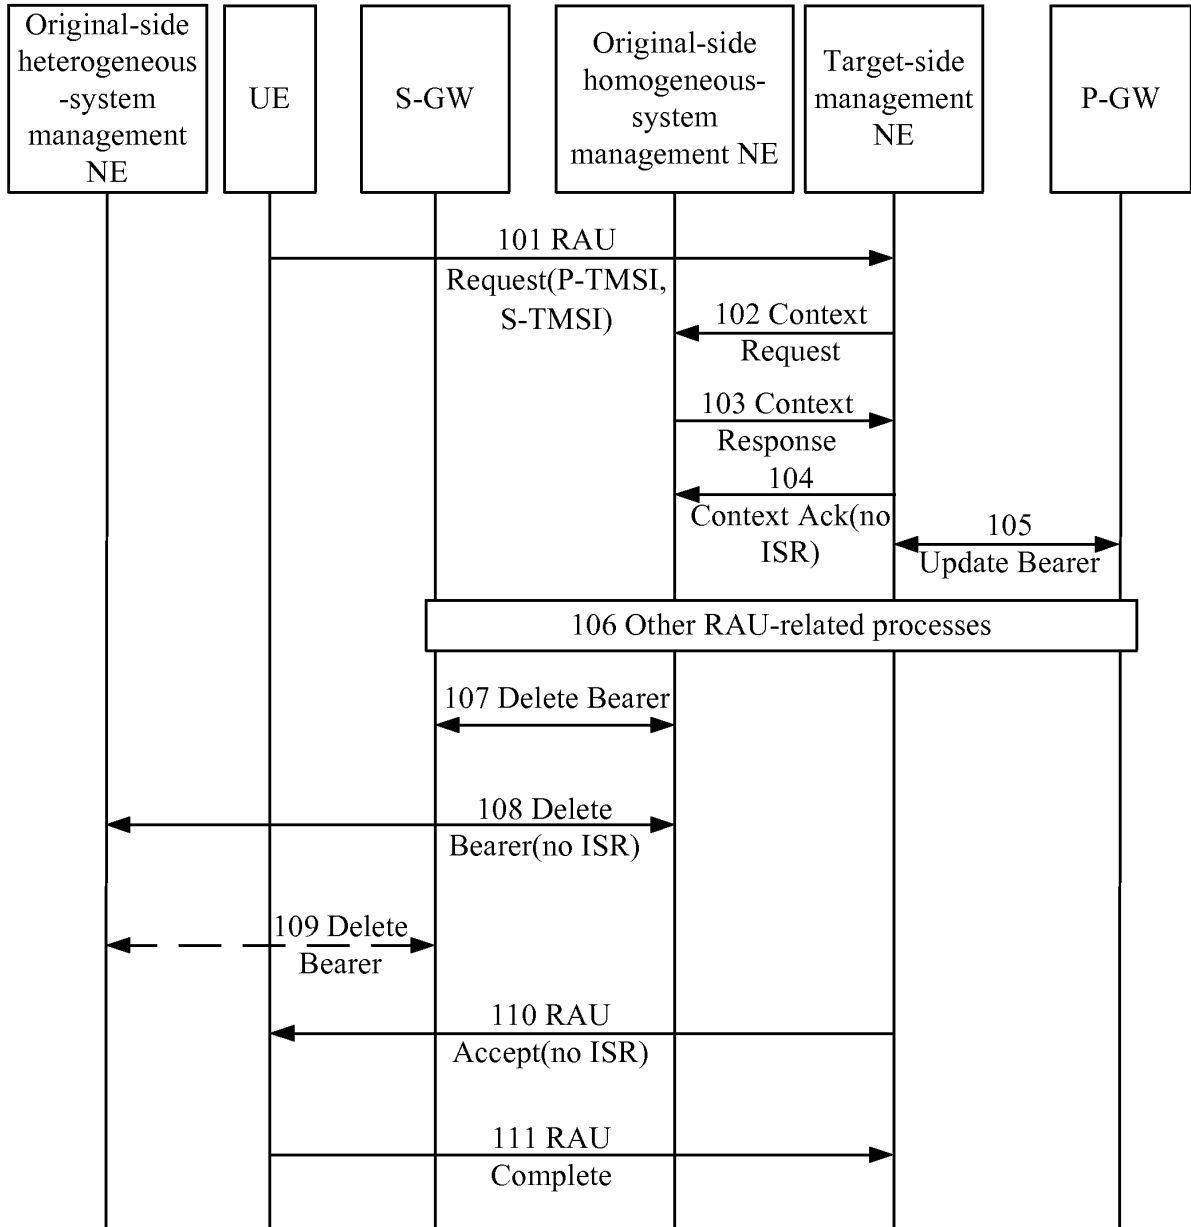 Original-side
heterogeneous
-system
management
NE
UE
S-GW
Original-side
homogeneous-
system
management NE
Target-side
management
NE
P-GW
101 RAU
Request(P-TMSI,
S-TMSI)
102 Context
Request
103 Context
Response
104
Context Ack(no
ISR)
105
Update Bearer
106 Other RAU-related processes
107 Delete Bearer
108 Delete
Bearer(no ISR)
109 Delete
Bearer
110 RAU
Accept(no ISR)
111 RAU
Complete